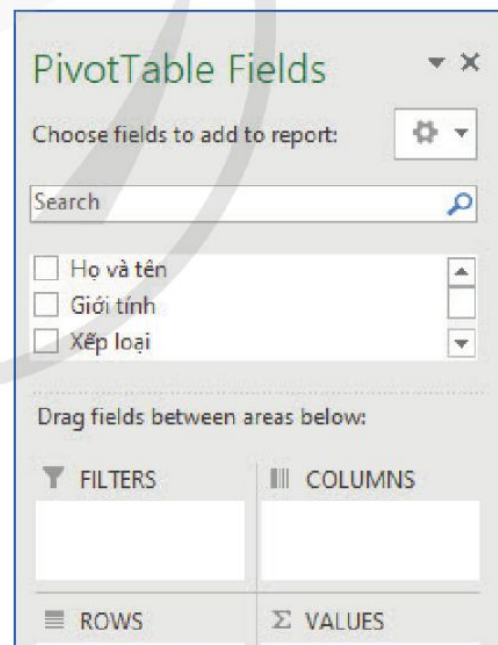 PivotTable Fields
Choose fields to add to report:
Search
Họ và tên
Giới tính
Xếp loại
Drag fields between areas below:
FILTERS
COLUMNS
ROWS
Σ VALUES